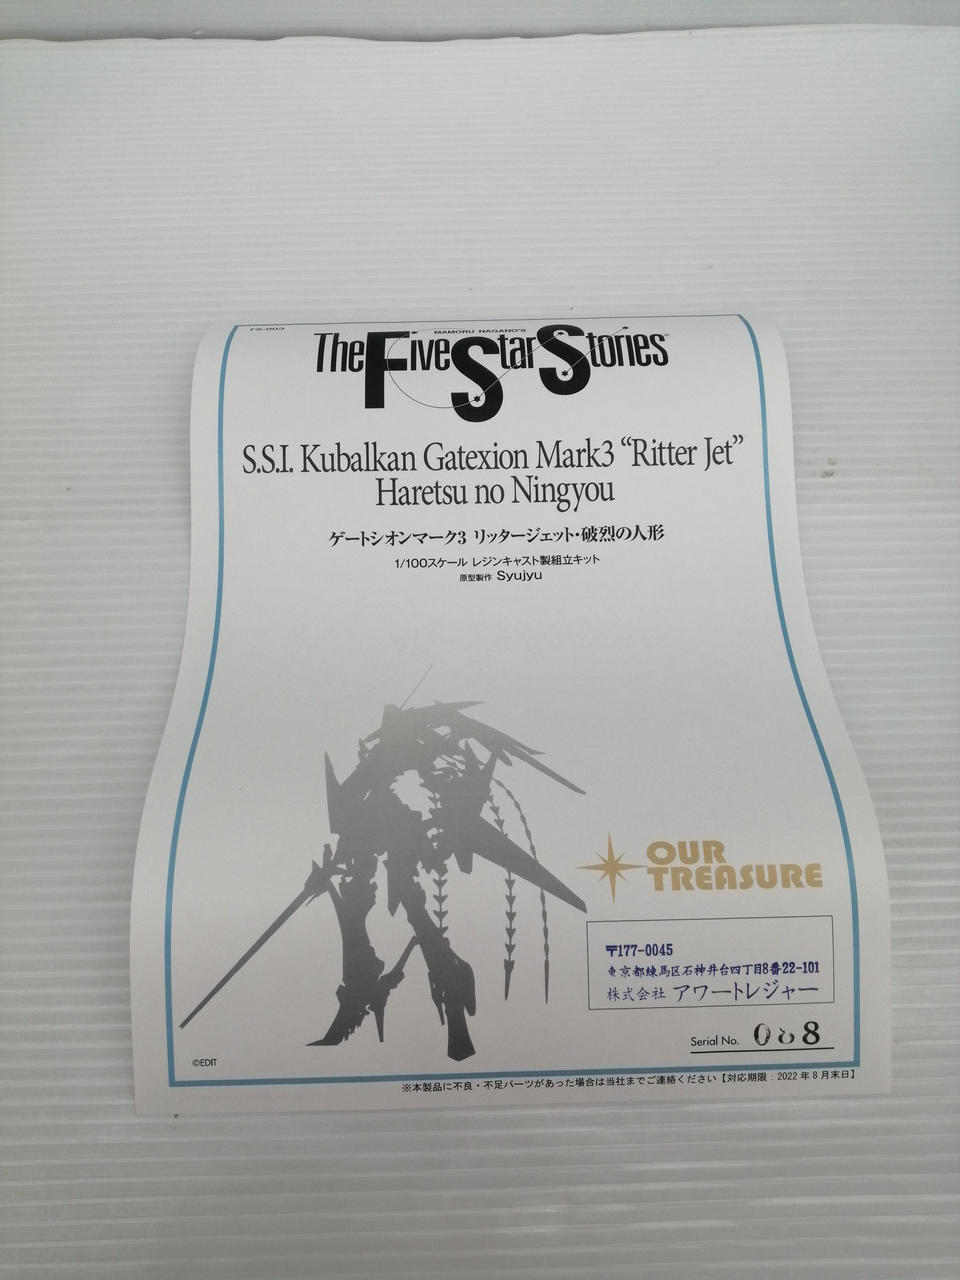 FS-003
MAMORU NAGANO'S
The Five Star Stories
S.S.I. Kubalkan Gatexion Mark3 “Ritter Jet”
Haretsu no Ningyou
ゲートシオンマーク3 リッタージェット・破烈の人形
1/100スケール レジンキャスト製組立キット
原型製作 Syujyu
OUR
TREASURE
〒177-0045
東京都練馬区石神井台四丁目8番22-101
株式会社 アワートレジャー
Serial No. 088
©EDIT
※本製品に不良・不足パーツがあった場合は当社までご連絡ください【対応期限：2022年8月末日】